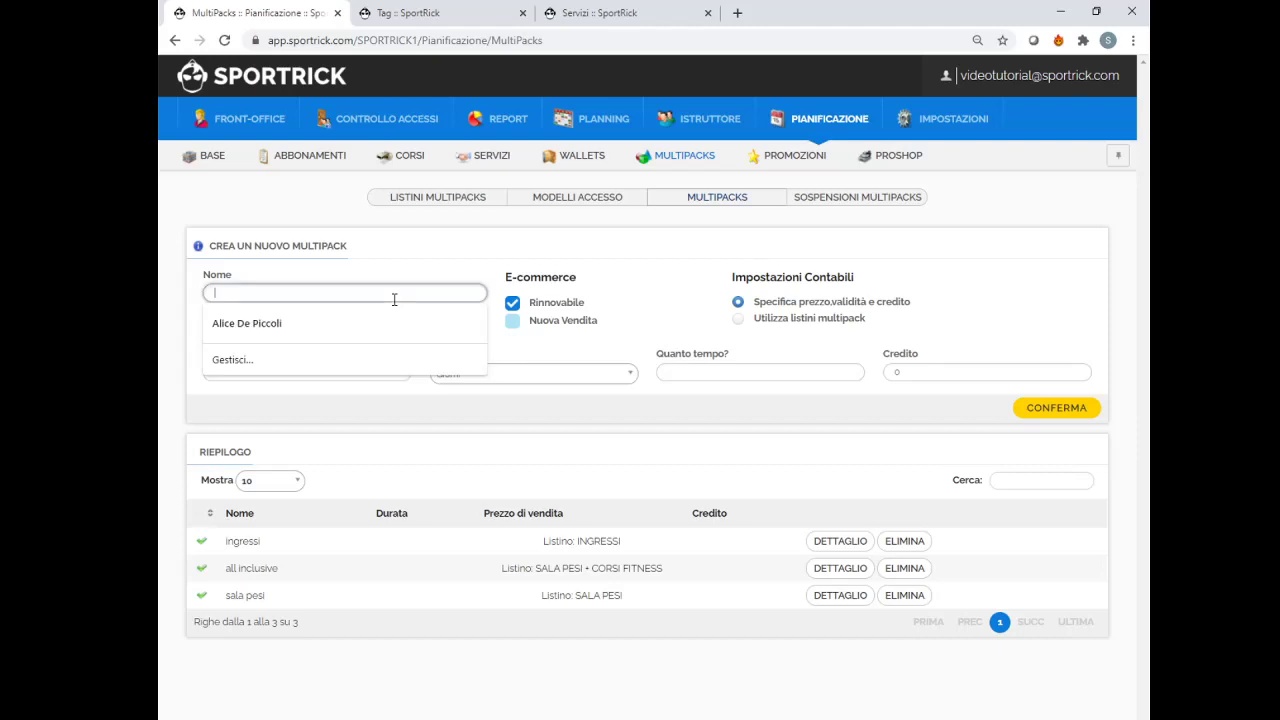 MultiPacks :: Pianificazione :: Spo
Tag :: SportRick
Servizi :: SportRick
app.sportrick.com/SPORTRICK1/Pianificazione/MultiPacks
S
SPORTRICK
videotutorial@sportrick.com
FRONT-OFFICE
CONTROLLO ACCESSI
REPORT
PLANNING
ISTRUTTORE
PIANIFICAZIONE
IMPOSTAZIONI
BASE
ABBONAMENTI
CORSI
SERVIZI
WALLETS
MULTIPACKS
PROMOZIONI
PROSHOP
LISTINI MULTIPACKS
MODELLI ACCESSO
MULTIPACKS
SOSPENSIONI MULTIPACKS
CREA UN NUOVO MULTIPACK
Nome
E-commerce
Impostazioni Contabili
Rinnovabile
Specifica prezzo,validità e credito
Nuova Vendita
Utilizza listini multipack
Alice De Piccoli
Gestisci...
Quanto tempo?
Credito
0
CONFERMA
RIEPILOGO
Mostra 10
Cerca:
Nome Durata Prezzo di vendita Credito
ingressi Listino: INGRESSI DETTAGLIO ELIMINA
all inclusive Listino: SALA PESI + CORSI FITNESS DETTAGLIO ELIMINA
sala pesi Listino: SALA PESI DETTAGLIO ELIMINA
Righe dalla 1 alla 3 su 3
PRIMA PREC 1 SUCC ULTIMA